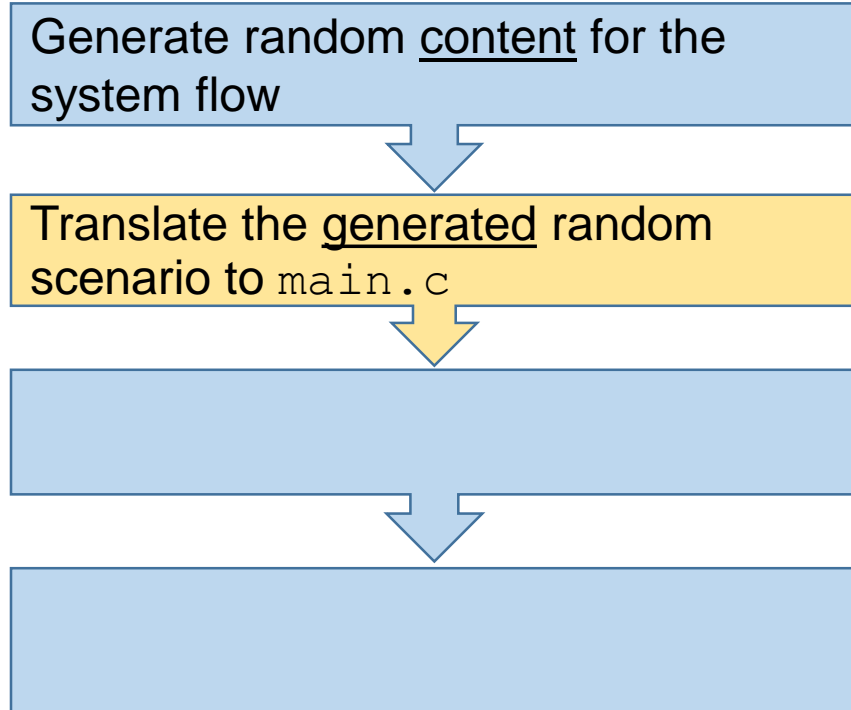 Generate random content for the
system flow
Translate the generated random
scenario to main.c